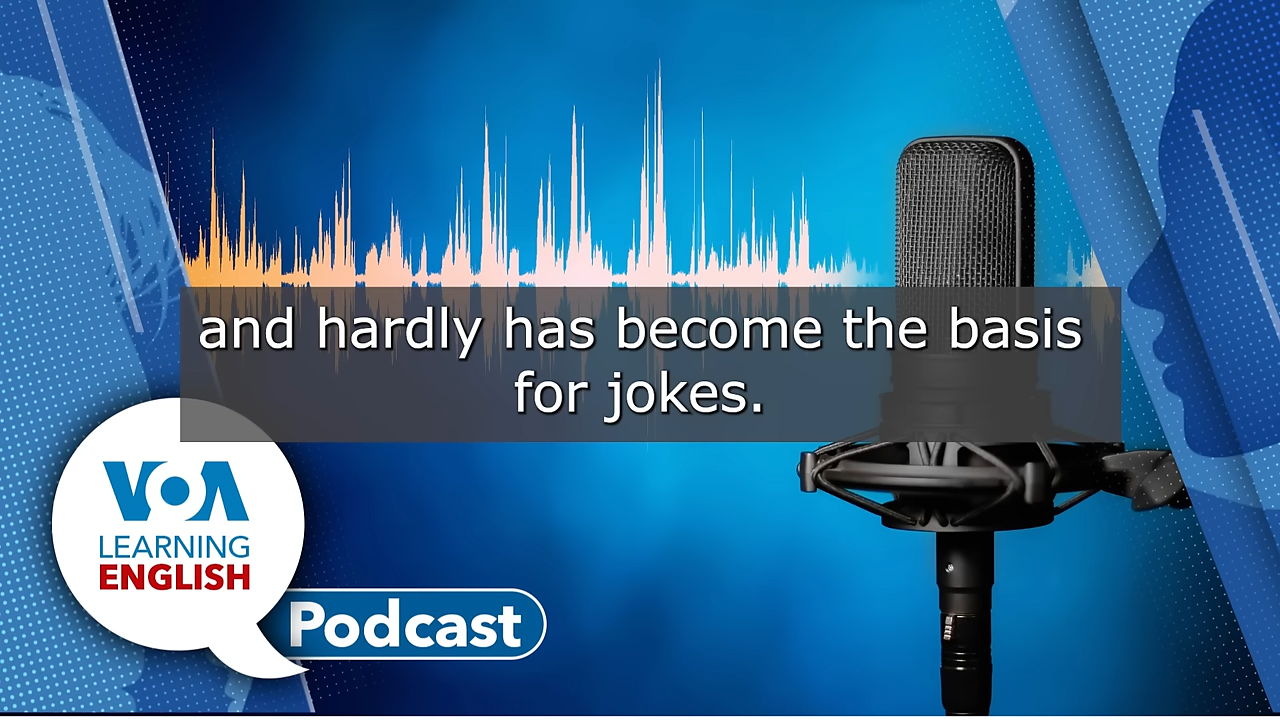 and hardly has become the basis
for jokes.
VOA
LEARNING
ENGLISH
Podcast